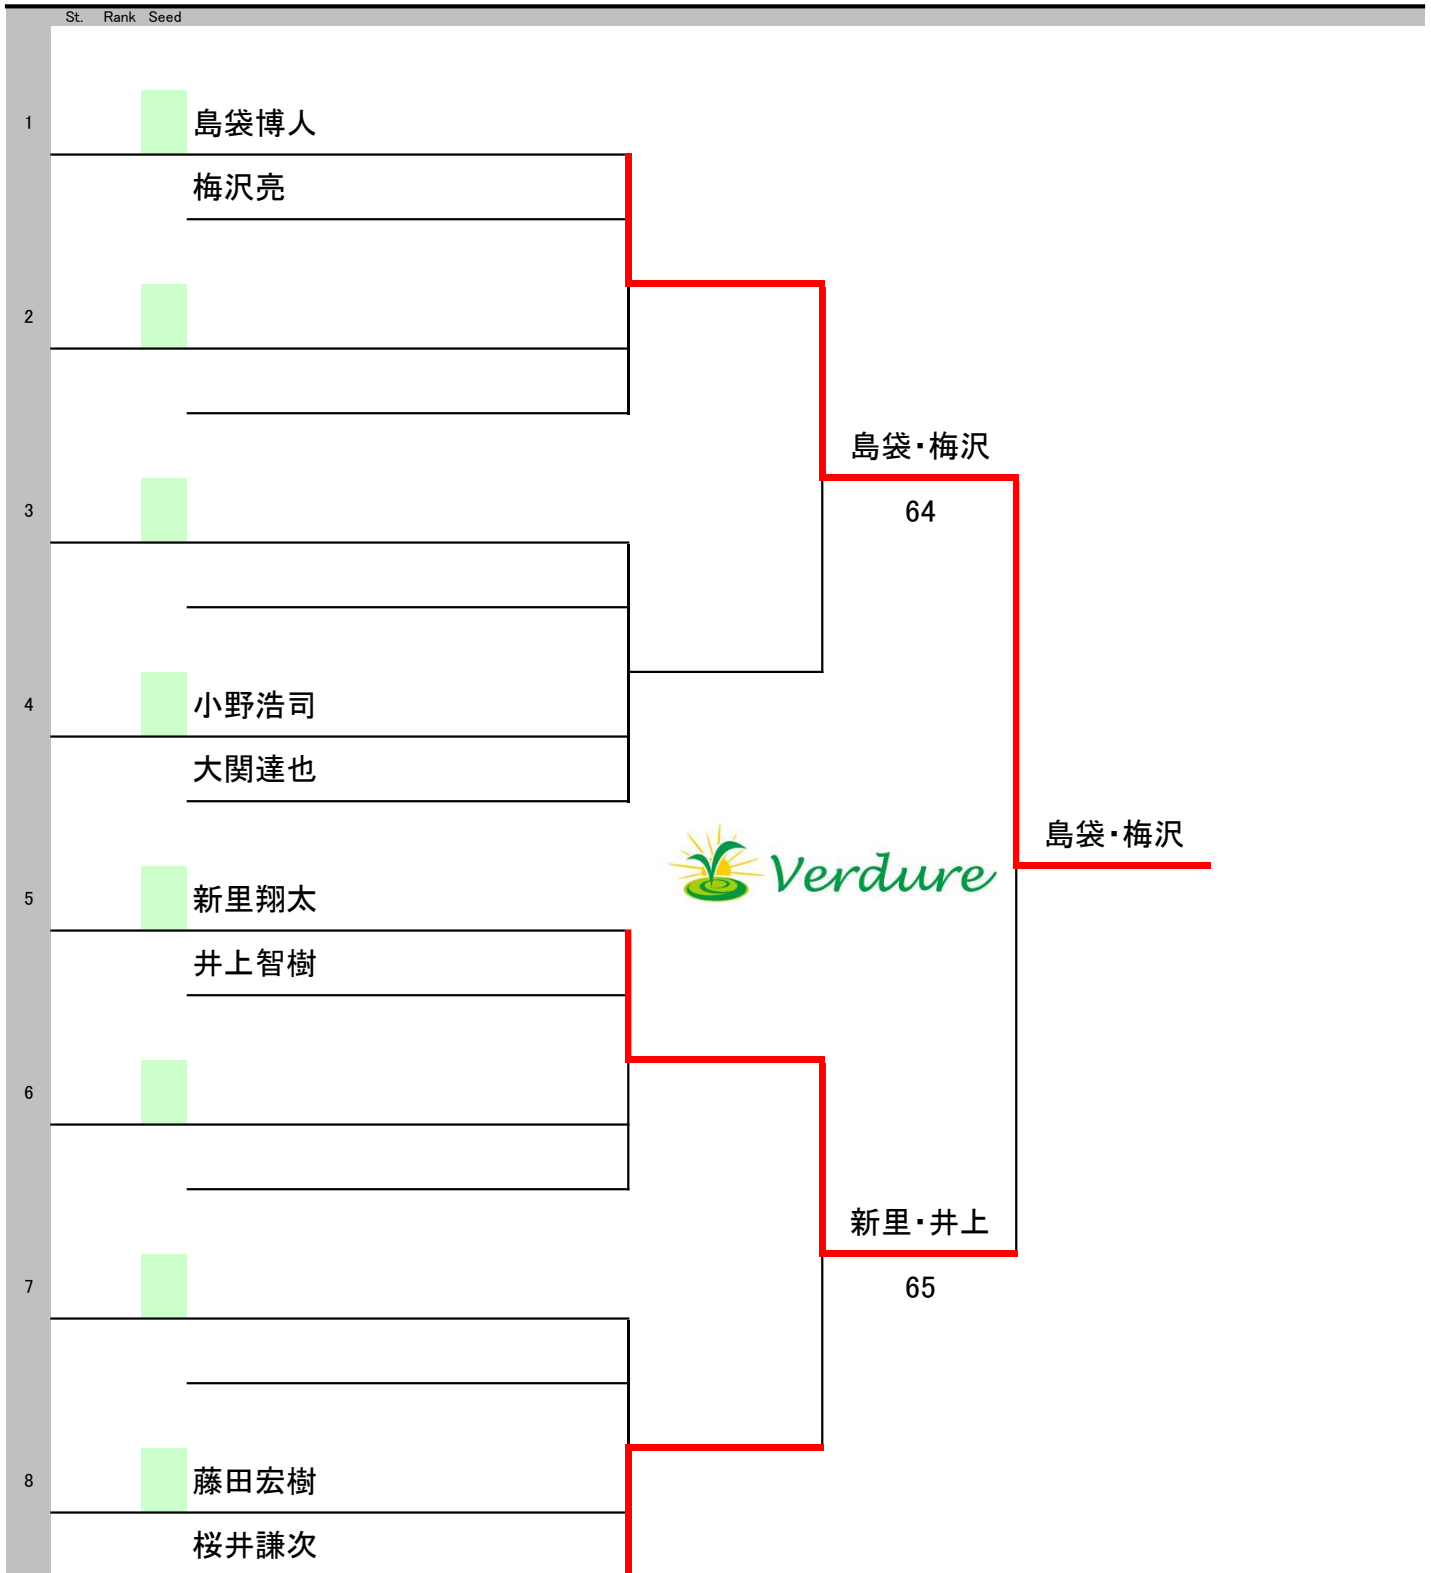 St. Rank Seed
1 島袋博人
梅沢亮
2
島袋・梅沢
3
64
4 小野浩司
大関達也
島袋・梅沢
Verdure
5 新里翔太
井上智樹
6
新里・井上
7
65
8 藤田宏樹
桜井謙次